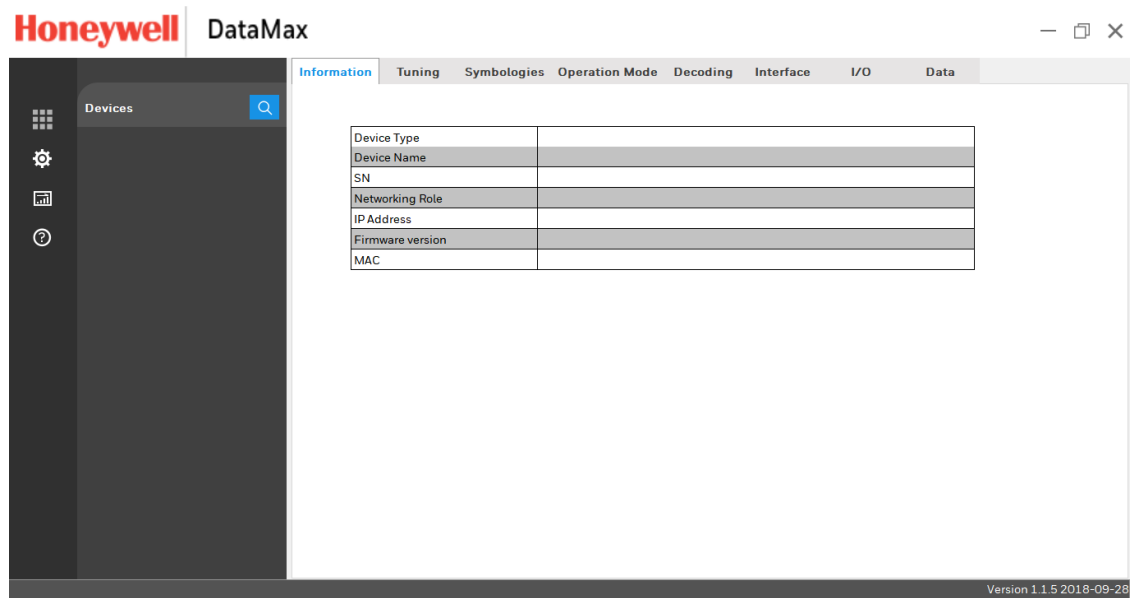 Honeywell DataMax
Information Tuning Symbologies Operation Mode Decoding Interface I/O Data
Devices
Device Type
Device Name
SN
Networking Role
IP Address
Firmware version
MAC
Version 1.1.5 2018-09-28